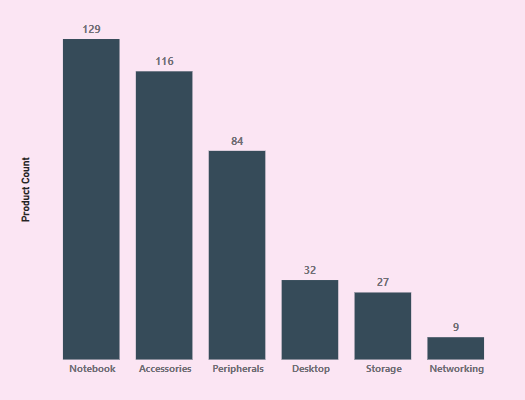 129
116
84
32
27
9
Product Count
Notebook
Accessories
Peripherals
Desktop
Storage
Networking